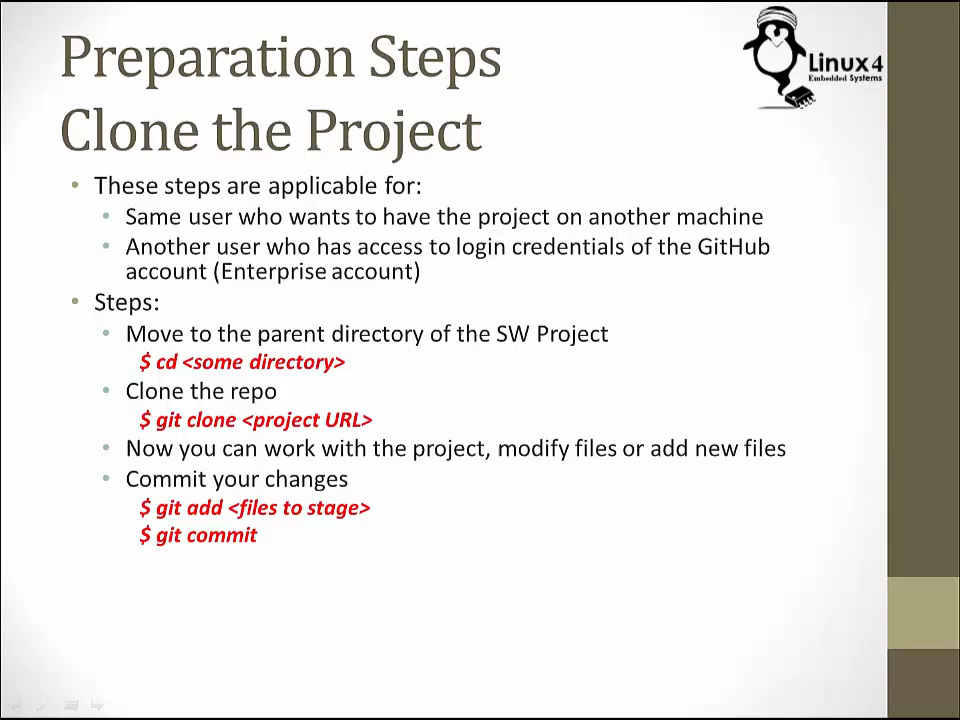 Preparation Steps
Clone the Project
Linux 4
Embedded Systems
• These steps are applicable for:
• Same user who wants to have the project on another machine
• Another user who has access to login credentials of the GitHub
account (Enterprise account)
• Steps:
• Move to the parent directory of the SW Project
$ cd <some directory>
• Clone the repo
$ git clone <project URL>
• Now you can work with the project, modify files or add new files
• Commit your changes
$ git add <files to stage>
$ git commit